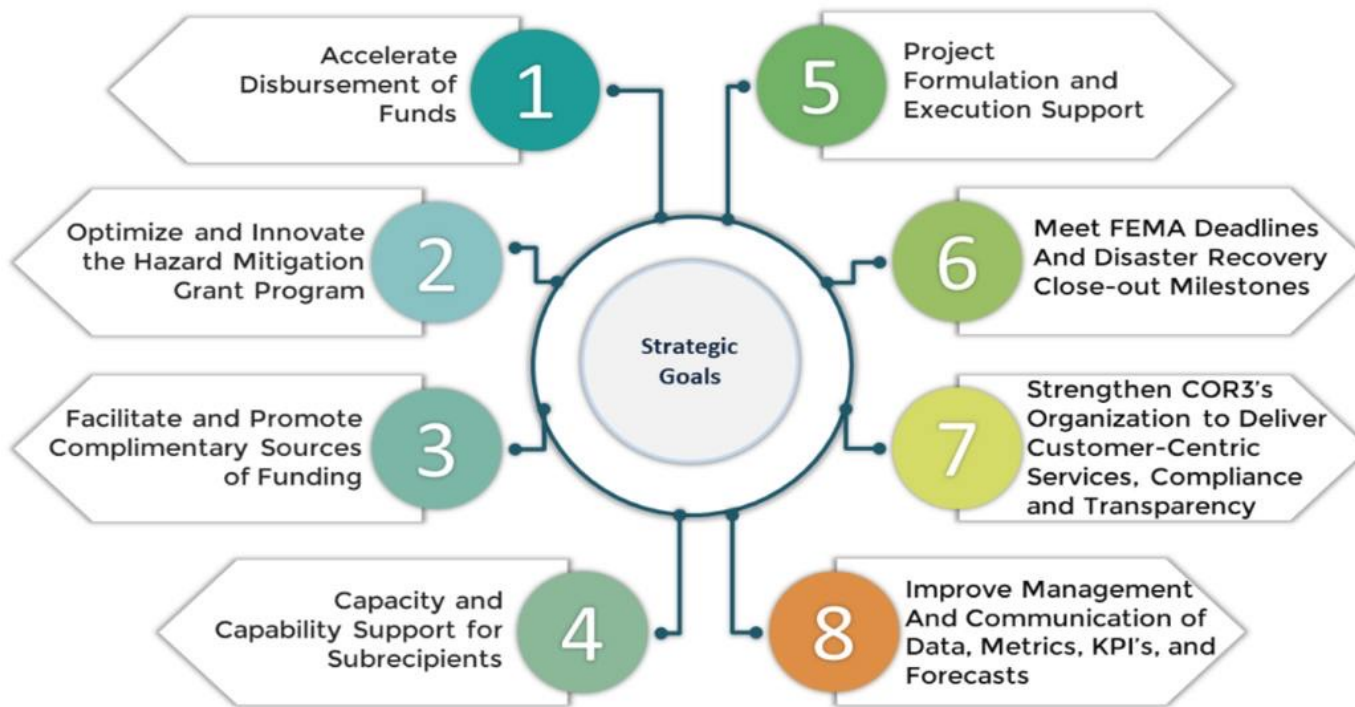 Accelerate
Disbursement of
Funds
1
Optimize and Innovate
the Hazard Mitigation
Grant Program
2
Facilitate and Promote
Complimentary Sources
of Funding
3
Capacity and
Capability Support for
Subrecipients
4
Strategic
Goals
5
Project
Formulation and
Execution Support
6
Meet FEMA Deadlines
And Disaster Recovery
Close-out Milestones
7
Strengthen COR3's
Organization to Deliver
Customer-Centric
Services, Compliance
and Transparency
8
Improve Management
And Communication of
Data, Metrics, KPI's, and
Forecasts